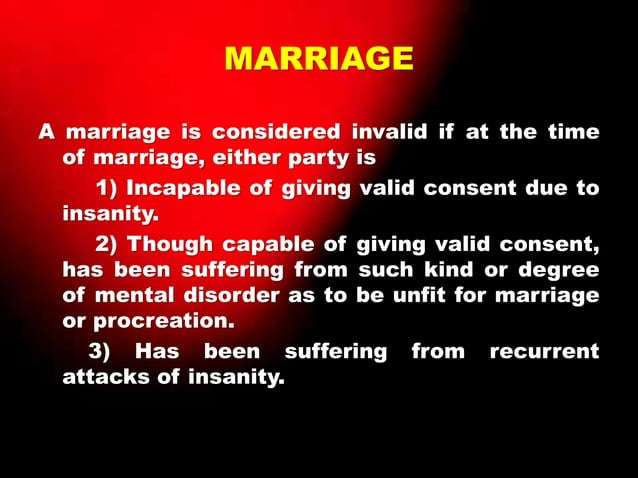 MARRIAGE
A marriage is considered invalid if at the time
of marriage, either party is
1) Incapable of giving valid consent due to
insanity.
2) Though capable of giving valid consent,
has been suffering from such kind or degree
of mental disorder as to be unfit for marriage
or procreation.
3) Has been suffering from recurrent
attacks of insanity.